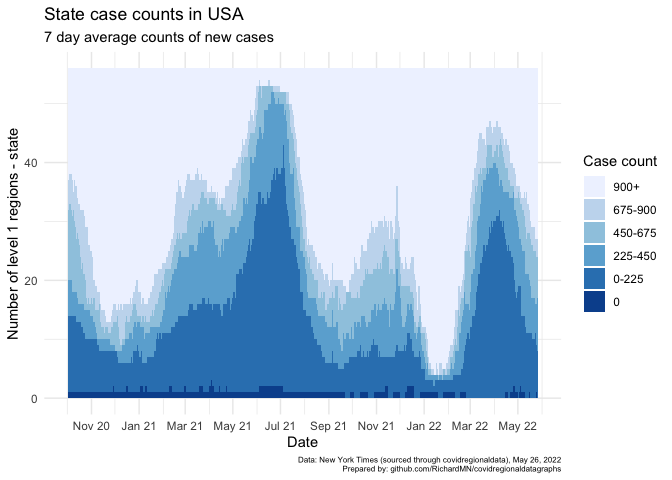 State case counts in USA
7 day average counts of new cases
Number of level 1 regions - state
40
20
0
Nov 20 Jan 21 Mar 21 May 21 Jul 21 Sep 21 Nov 21 Jan 22 Mar 22 May 22
Date
Case count
900+
675-900
450-675
225-450
0-225
0
Data: New York Times (sourced through covidregionaldata), May 26, 2022
Prepared by: github.com/RichardMN/covidregionaldatagraphs